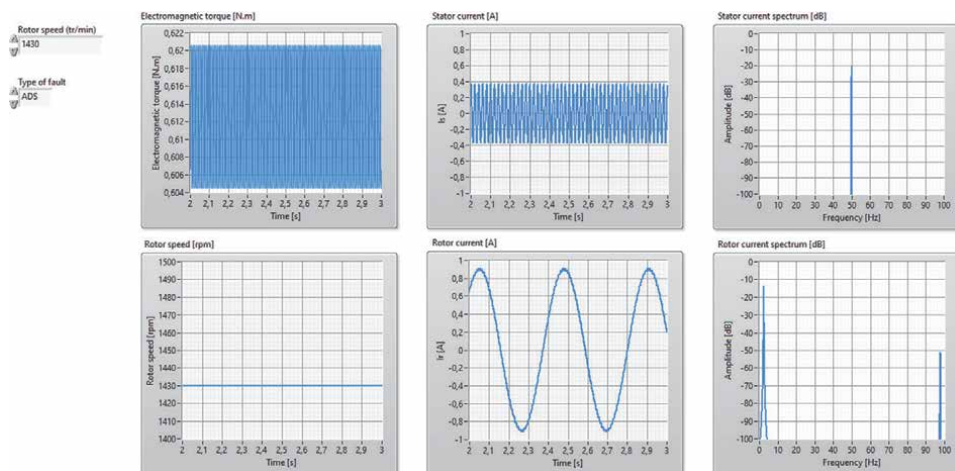 Rotor speed (tr/min)
1430
Type of fault
ADS
Electromagnetic torque [N.m]
Electromagnetic torque [N.m]
0,622
0,62
0,618
0,616
0,614
0,612
0,61
0,608
0,606
0,604
2 2,1 2,2 2,3 2,4 2,5 2,6 2,7 2,8 2,9 3
Time [s]
Stator current [A]
Is [A]
1
0,8
0,6
0,4
0,2
0
-0,2
-0,4
-0,6
-0,8
-1
2 2,1 2,2 2,3 2,4 2,5 2,6 2,7 2,8 2,9 3
Time [s]
Stator current spectrum [dB]
Amplitude [dB]
0
-10
-20
-30
-40
-50
-60
-70
-80
-90
-100
0 10 20 30 40 50 60 70 80 90 100
Frequency [Hz]
Rotor speed [rpm]
Rotor speed [rpm]
1500
1490
1480
1470
1460
1450
1440
1430
1420
1410
1400
2 2,1 2,2 2,3 2,4 2,5 2,6 2,7 2,8 2,9 3
Time [s]
Rotor current [A]
Ir [A]
1
0,8
0,6
0,4
0,2
0
-0,2
-0,4
-0,6
-0,8
-1
2 2,1 2,2 2,3 2,4 2,5 2,6 2,7 2,8 2,9 3
Time [s]
Rotor current spectrum [dB]
Amplitude [dB]
0
-10
-20
-30
-40
-50
-60
-70
-80
-90
-100
0 10 20 30 40 50 60 70 80 90 100
Frequency [Hz]